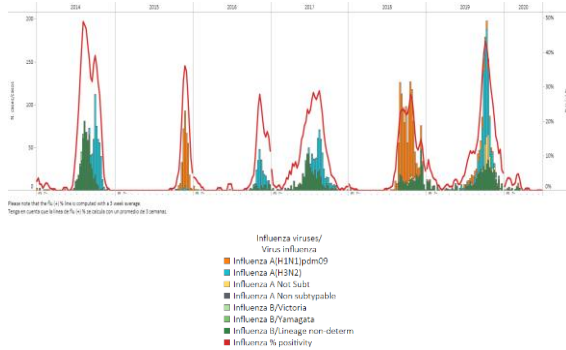 2014 2015 2016 2017 2018 2019 2020
200
150
100
50
0
50%
40%
30%
20%
10%
0%
Please note that the flu (+) % line is computed with a 3 week average.
Tenga en cuenta que la línea de flu (+) % se calcula con un promedio de 3 semanas.
Influenza viruses/
Virus influenza
Influenza A(H1N1)pdm09
Influenza A(H3N2)
Influenza A Not Subt
Influenza A Non subtypable
Influenza B/Victoria
Influenza B/Yamagata
Influenza B/Lineage non-determ
Influenza % positivity